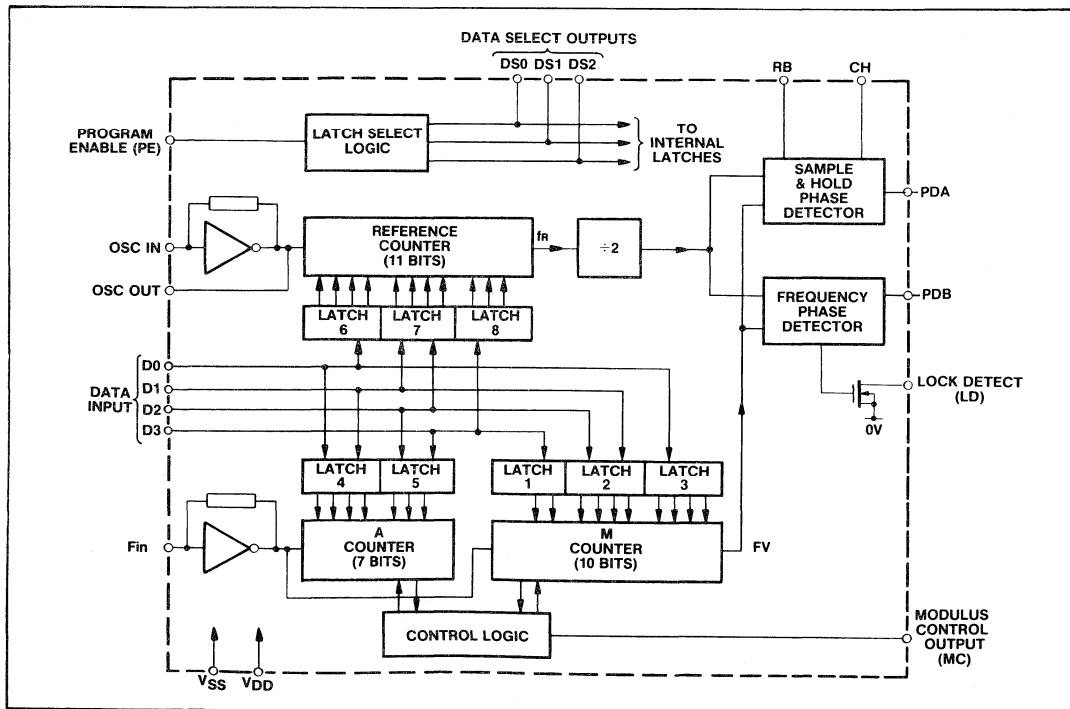 DATA SELECT OUTPUTS
DS0 DS1 DS2
RB
CH
PROGRAM
ENABLE (PE)
LATCH SELECT
LOGIC
TO
INTERNAL
LATCHES
SAMPLE
& HOLD
PHASE
DETECTOR
PDA
OSC IN
REFERENCE
COUNTER
(11 BITS)
fR
÷2
OSC OUT
FREQUENCY
PHASE
DETECTOR
PDB
LATCH
6
LATCH
7
LATCH
8
DATA
INPUT
D0
D1
D2
D3
LOCK DETECT
(LD)
0V
LATCH
4
LATCH
5
LATCH
1
LATCH
2
LATCH
3
Fin
A
COUNTER
(7 BITS)
M
COUNTER
(10 BITS)
FV
CONTROL LOGIC
MODULUS
CONTROL
OUTPUT
(MC)
VSS
VDD